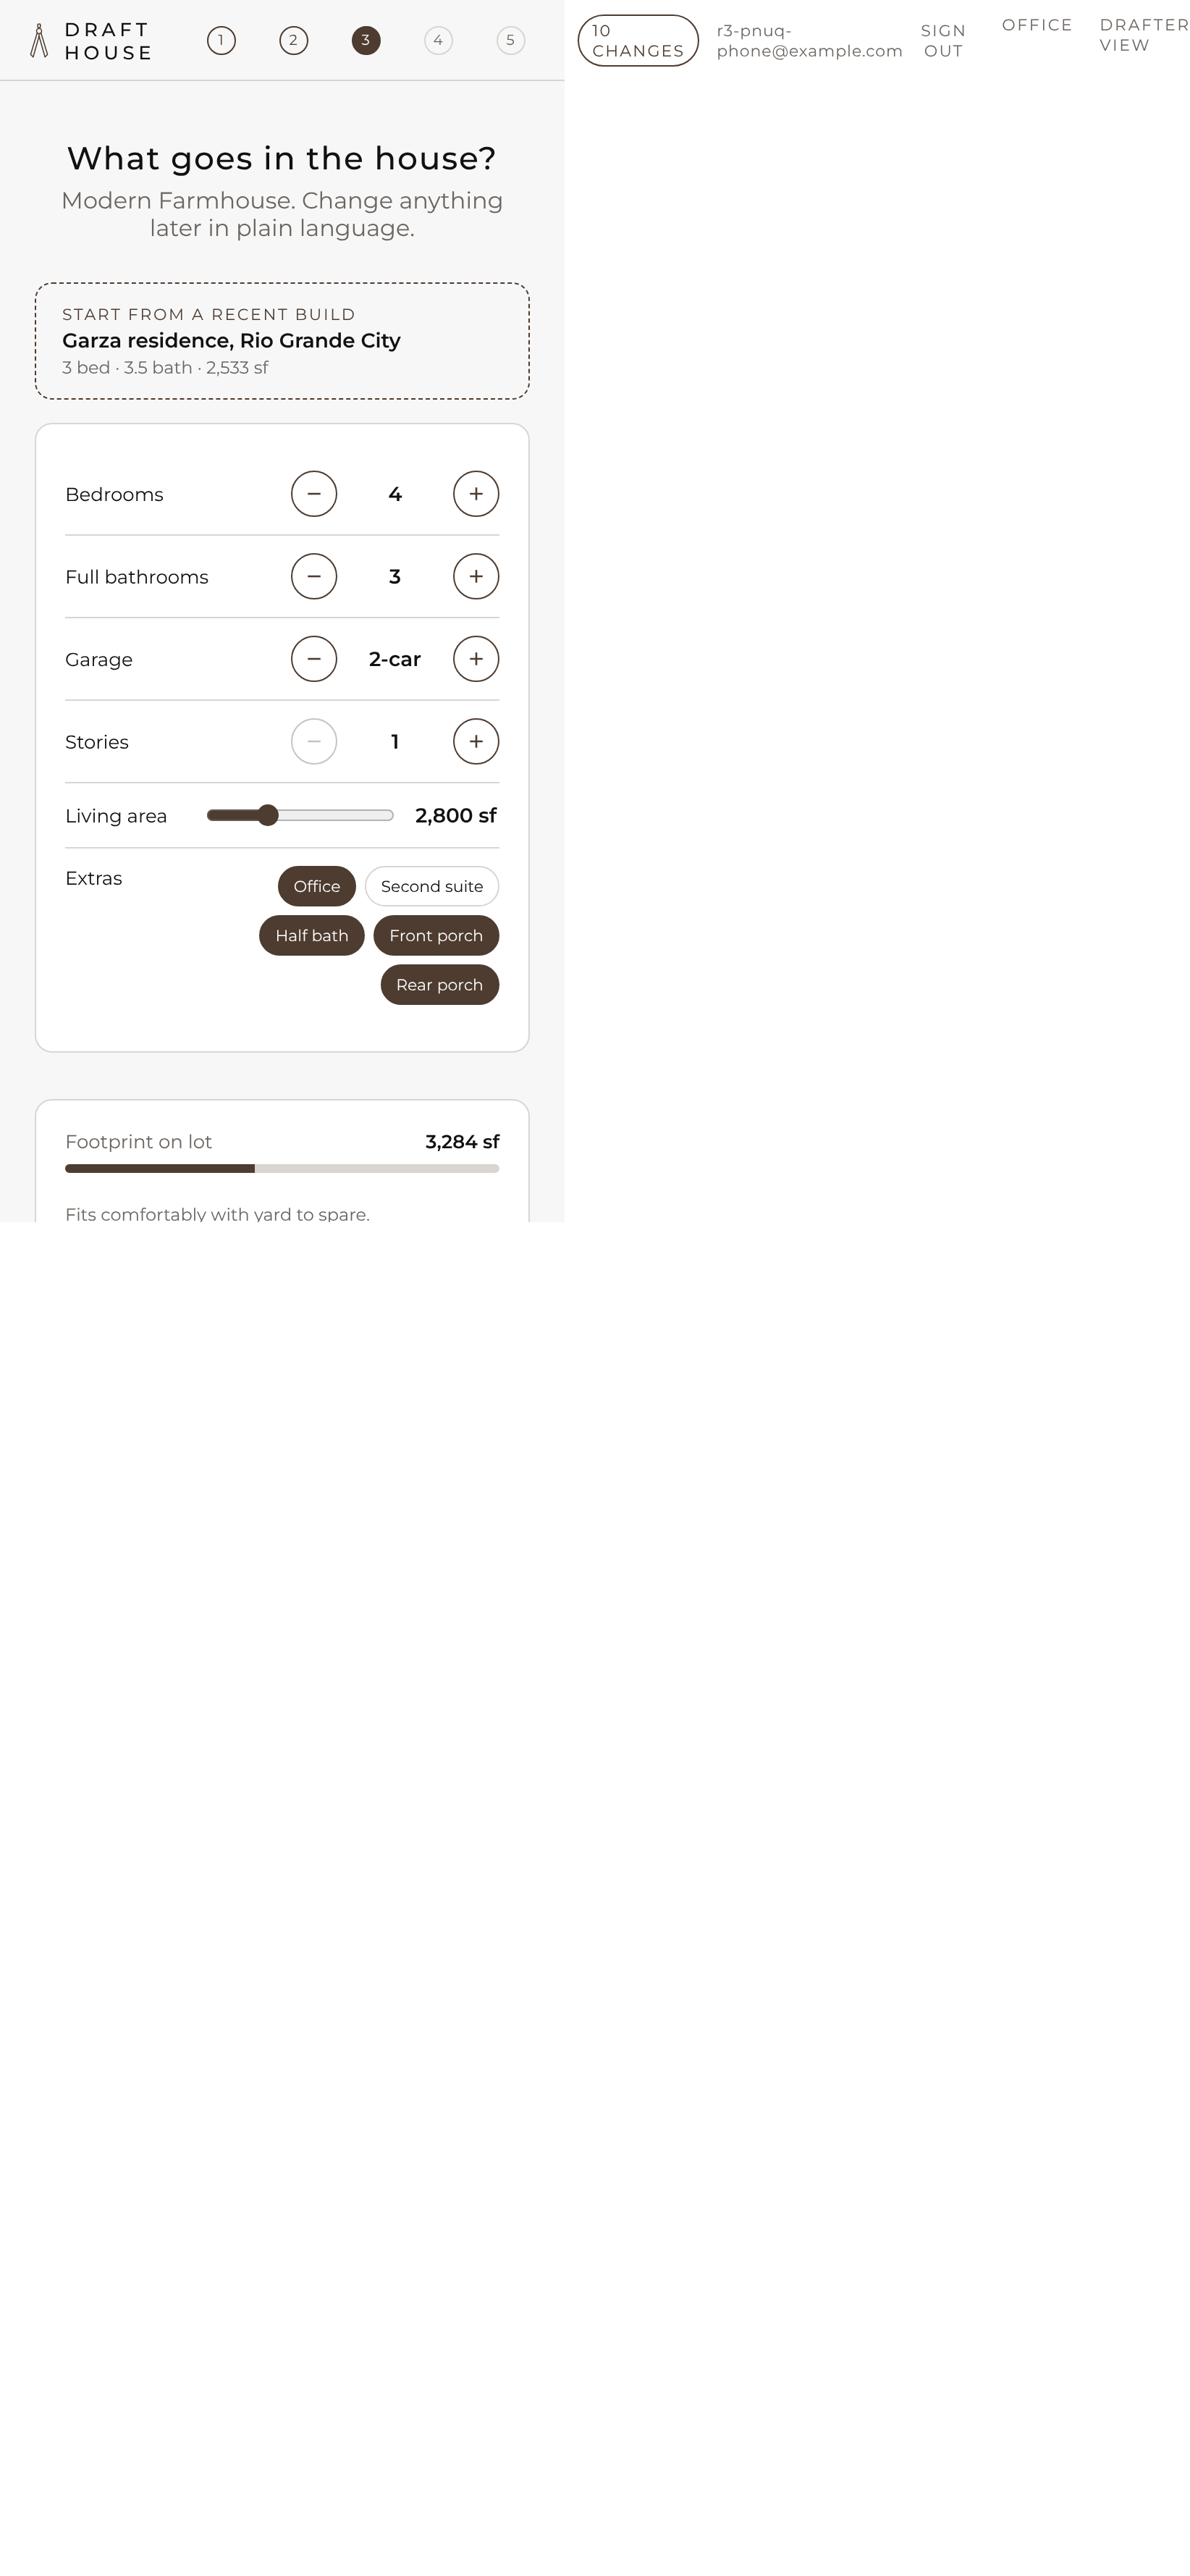 DRAFT
HOUSE
1
2
3
4
5
10
CHANGES
r3-pnuq-
phone@example.com
SIGN
OUT
OFFICE
DRAFTER
VIEW
What goes in the house?
Modern Farmhouse. Change anything
later in plain language.
START FROM A RECENT BUILD
Garza residence, Rio Grande City
3 bed · 3.5 bath · 2,533 sf
Bedrooms − 4 +
Full bathrooms − 3 +
Garage − 2-car +
Stories − 1 +
Living area 2,800 sf
Extras
Office
Second suite
Half bath
Front porch
Rear porch
Footprint on lot 3,284 sf
Fits comfortably with yard to spare.